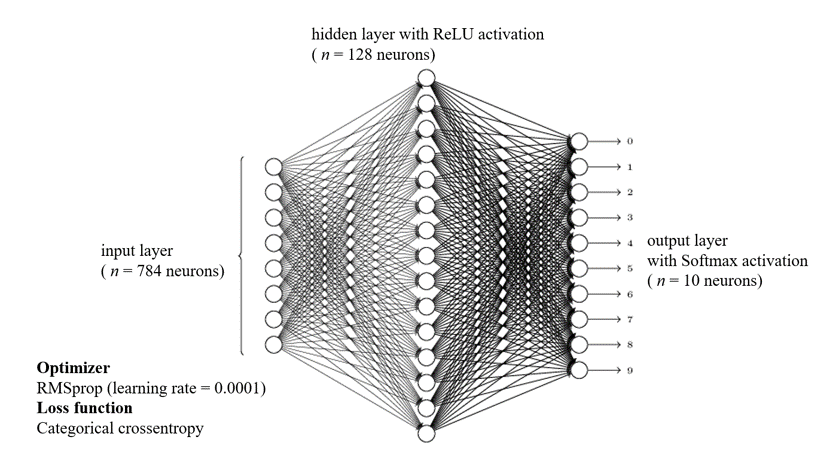 hidden layer with ReLU activation
( n = 128 neurons)
input layer
( n = 784 neurons)
0
1
2
3
4
5
6
7
8
9
output layer
with Softmax activation
( n = 10 neurons)
Optimizer
RMSprop (learning rate = 0.0001)
Loss function
Categorical crossentropy